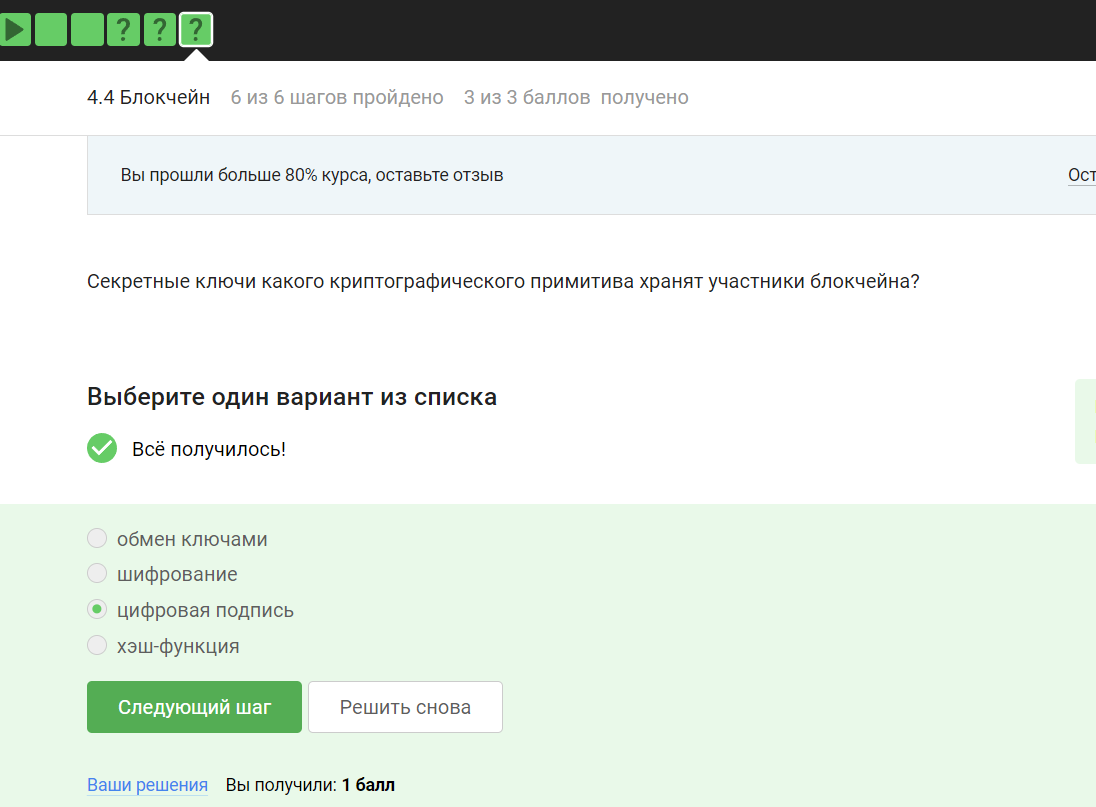 ? ? ?
4.4 Блокчейн 6 из 6 шагов пройдено 3 из 3 баллов получено
Вы прошли больше 80% курса, оставьте отзыв
Секретные ключи какого криптографического примитива хранят участники блокчейна?
Выберите один вариант из списка
Всё получилось!
обмен ключами
шифрование
цифровая подпись
хэш-функция
Следующий шаг Решить снова
Ваши решения Вы получили: 1 балл